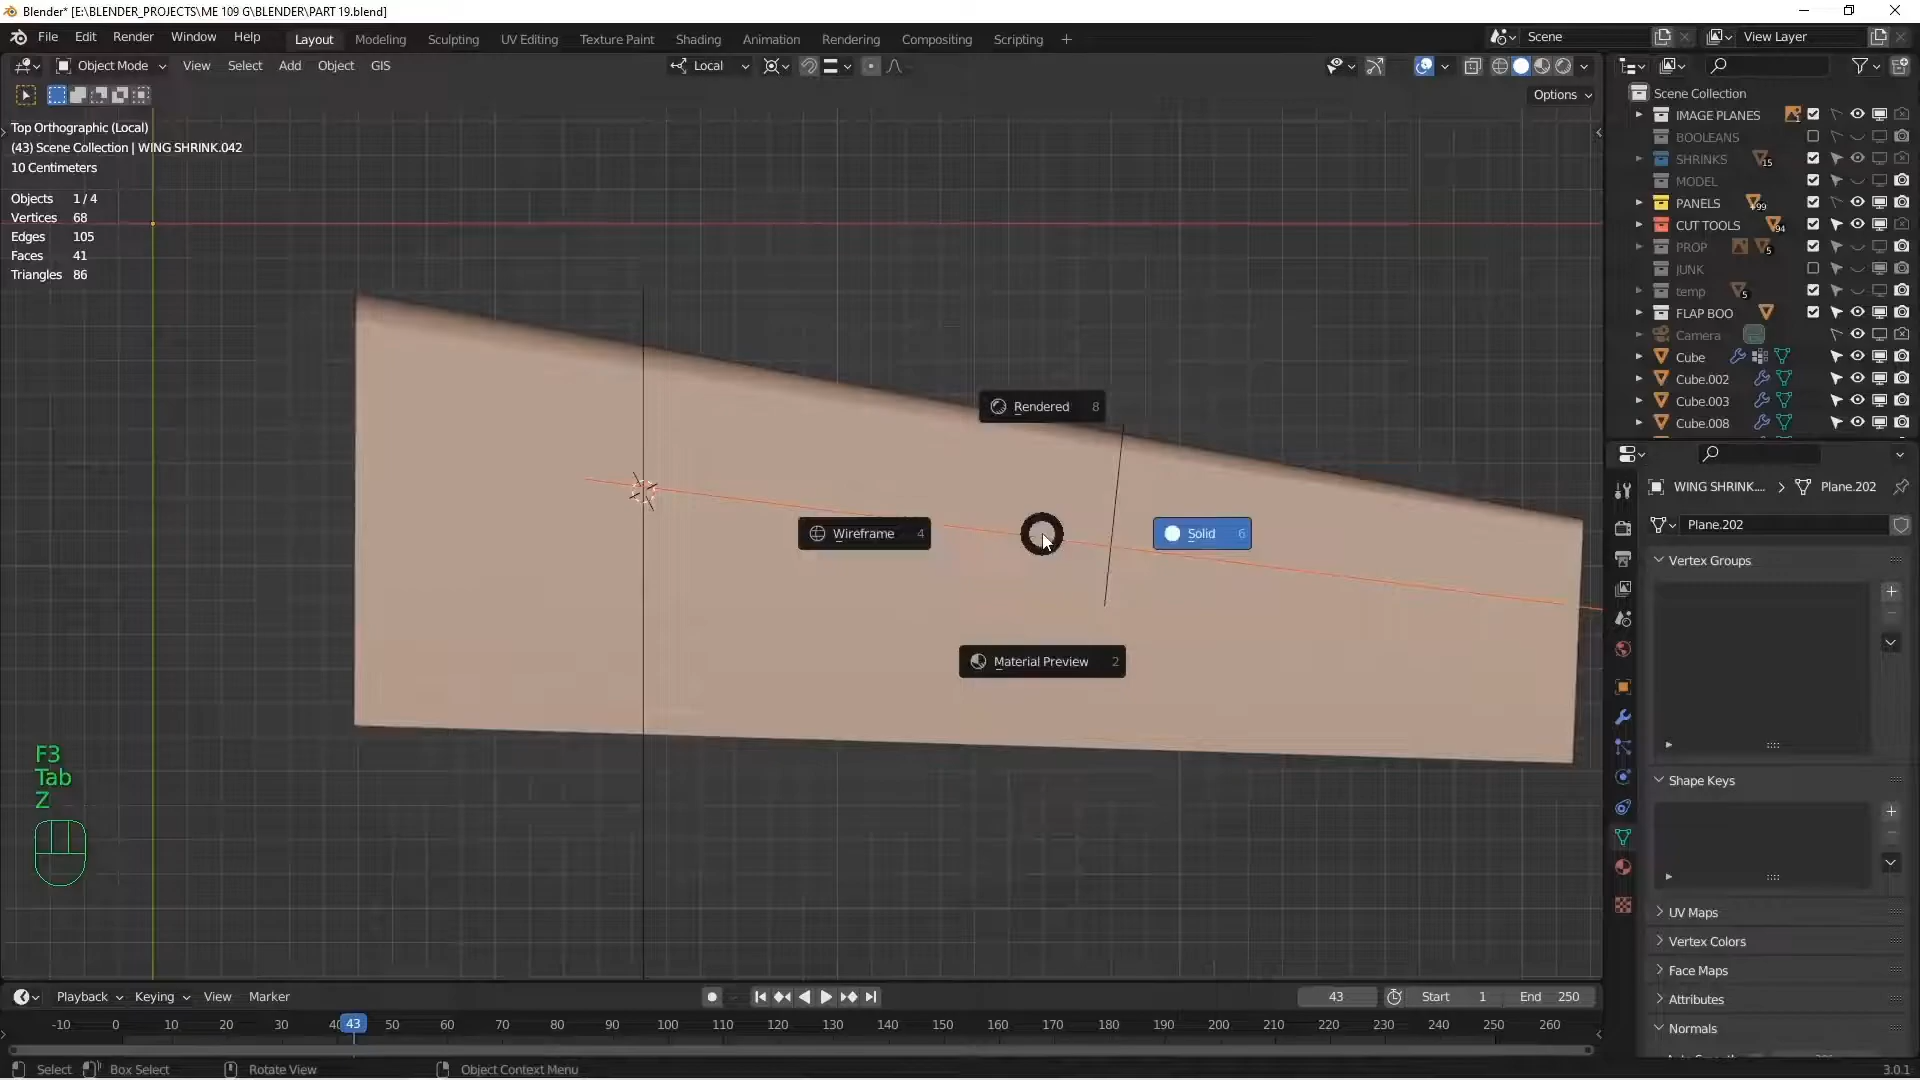 Blender* [E:\BLENDER_PROJECTS\ME 109 G\BLENDER\PART 19.blend]
File Edit Render Window Help Layout Modeling Sculpting UV Editing Texture Paint Shading Animation Rendering Compositing Scripting + Scene View Layer
Object Mode View Select Add Object GIS Local
Options
Top Orthographic (Local)
(43) Scene Collection | WING SHRINK.042
10 Centimeters
Objects 1 / 4
Vertices 68
Edges 105
Faces 41
Triangles 86
Rendered 8
Wireframe 4
Solid 6
Material Preview 2
F3
Tab
Z
Scene Collection
IMAGE PLANES 1
BOOLEANS
SHRINKS 15
MODEL
PANELS +99
CUT TOOLS 94
PROP 5
JUNK
temp 5
FLAP BOO
Camera
Cube
Cube.002
Cube.003
Cube.008
WING SHRINK.... Plane.202
Plane.202
Vertex Groups
Shape Keys
UV Maps
Vertex Colors
Face Maps
Attributes
Normals
Playback Keying View Marker 43 Start 1 End 250
-10 0 10 20 30 40 43 50 60 70 80 90 100 110 120 130 140 150 160 170 180 190 200 210 220 230 240 250 260
Select Box Select Rotate View Object Context Menu 3.0.1